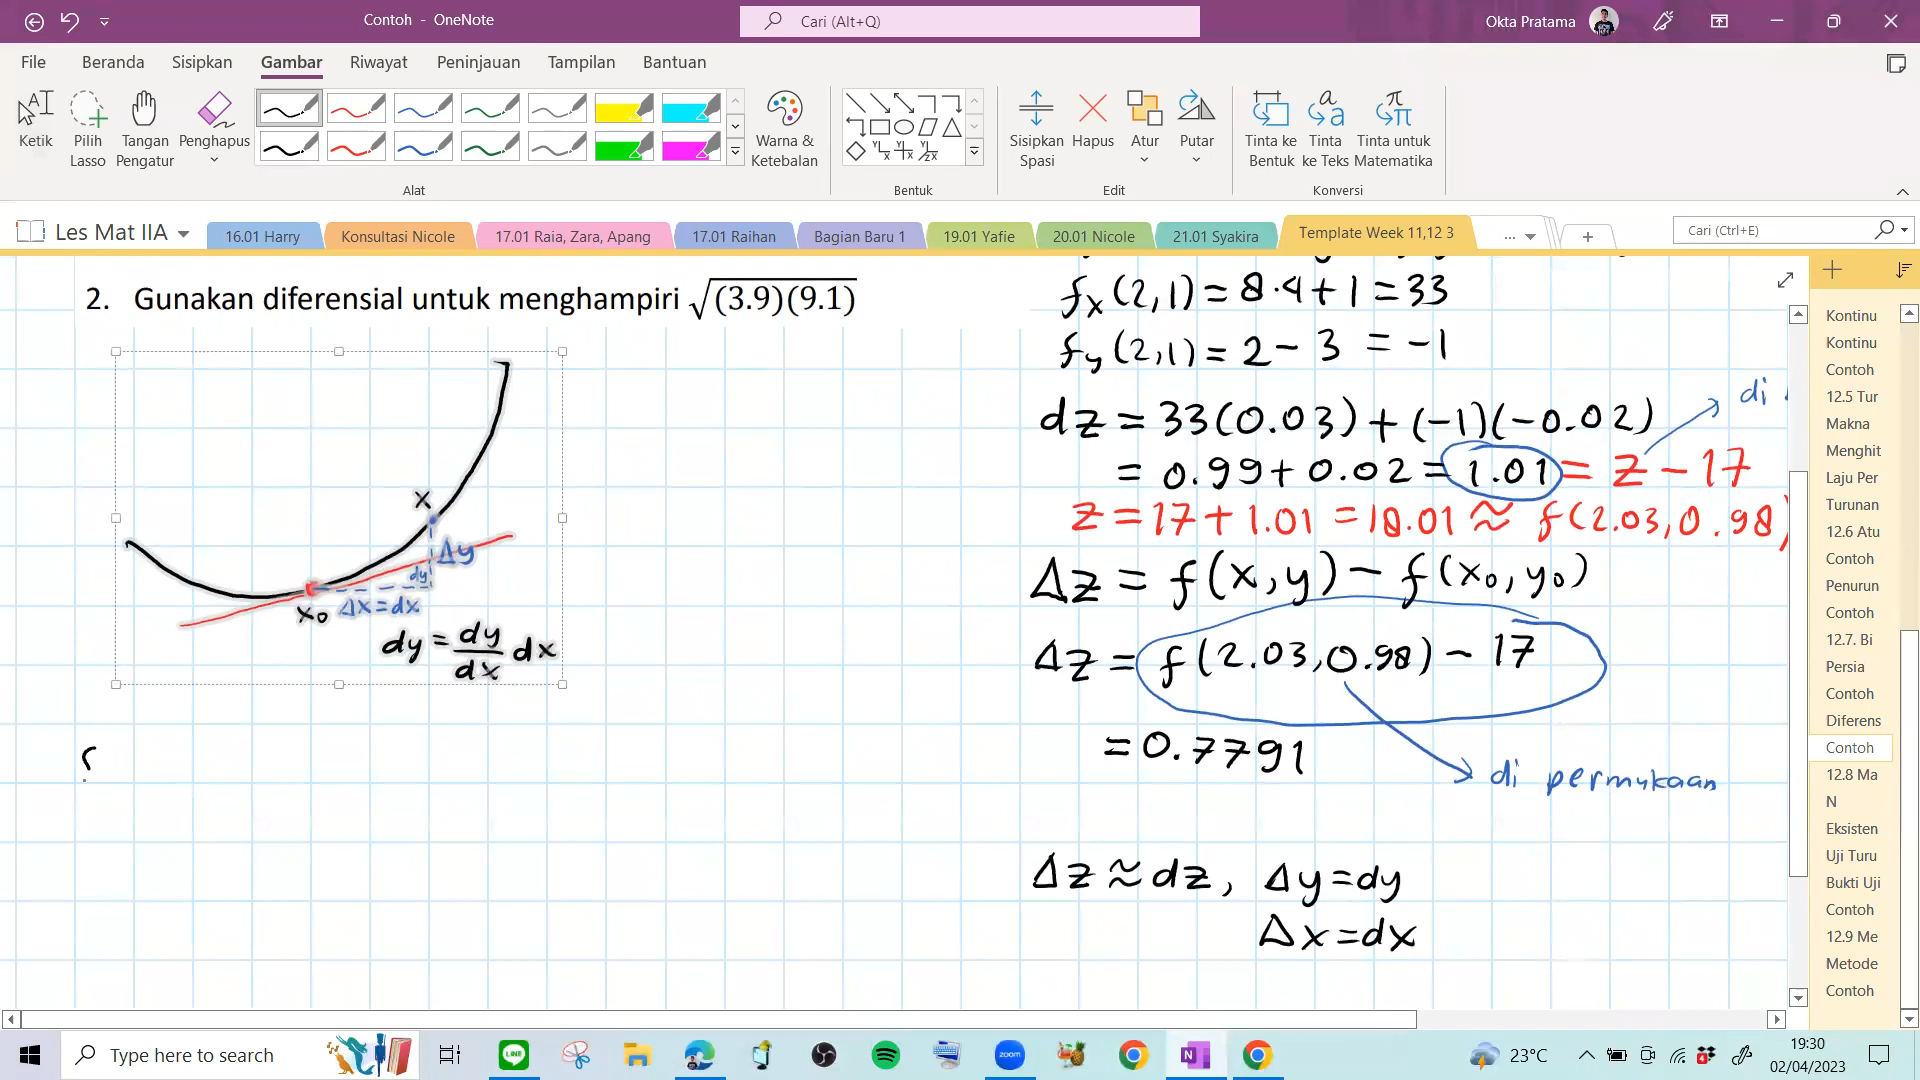 Contoh - OneNote
Cari (Alt+Q)
Okta Pratama
File Beranda Sisipkan Gambar Riwayat Peninjauan Tampilan Bantuan
Ketik
Pilih Lasso
Tangan Pengatur
Penghapus
Warna & Ketebalan
Sisipkan Spasi
Hapus
Atur
Putar
Tinta ke Bentuk
Tinta ke Teks
Tinta untuk Matematika
Alat
Bentuk
Edit
Konversi
Les Mat IIA
16.01 Harry
Konsultasi Nicole
17.01 Raia, Zara, Apang
17.01 Raihan
Bagian Baru 1
19.01 Yafie
20.01 Nicole
21.01 Syakira
Template Week 11,12 3
...
Cari (Ctrl+E)
2. Gunakan diferensial untuk menghampiri √(3.9)(9.1)
x
Δy
dy
x₀ Δx=dx
dy = dy/dx dx
fx(2,1) = 8·4+1 = 33
fy(2,1) = 2-3 = -1
dz = 33(0.03) + (-1)(-0.02)
di
= 0.99 + 0.02 = 1.01 = z - 17
z = 17 + 1.01 = 18.01 ≈ f(2.03,0.98)
Δz = f(x,y) - f(x₀,y₀)
Δz = f(2.03,0.98) - 17
= 0.7791
di permukaan
Δz ≈ dz, Δy=dy
Δx=dx
Kontinu
Kontinu
Contoh
12.5 Tur
Makna
Menghit
Laju Per
Turunan
12.6 Atu
Contoh
Penurun
Contoh
12.7. Bi
Persia
Contoh
Diferens
Contoh
12.8 Ma
N
Eksisten
Uji Turu
Bukti Uji
Contoh
12.9 Me
Metode
Contoh
Type here to search
23°C
19:30
02/04/2023